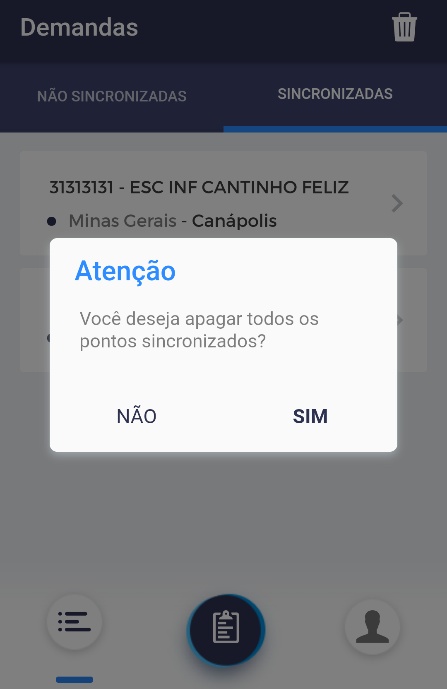 Demandas
NÃO SINCRONIZADAS
SINCRONIZADAS
31313131 - ESC INF CANTINHO FELIZ
Minas Gerais - Canápolis
Atenção
Você deseja apagar todos os
pontos sincronizados?
NÃO
SIM